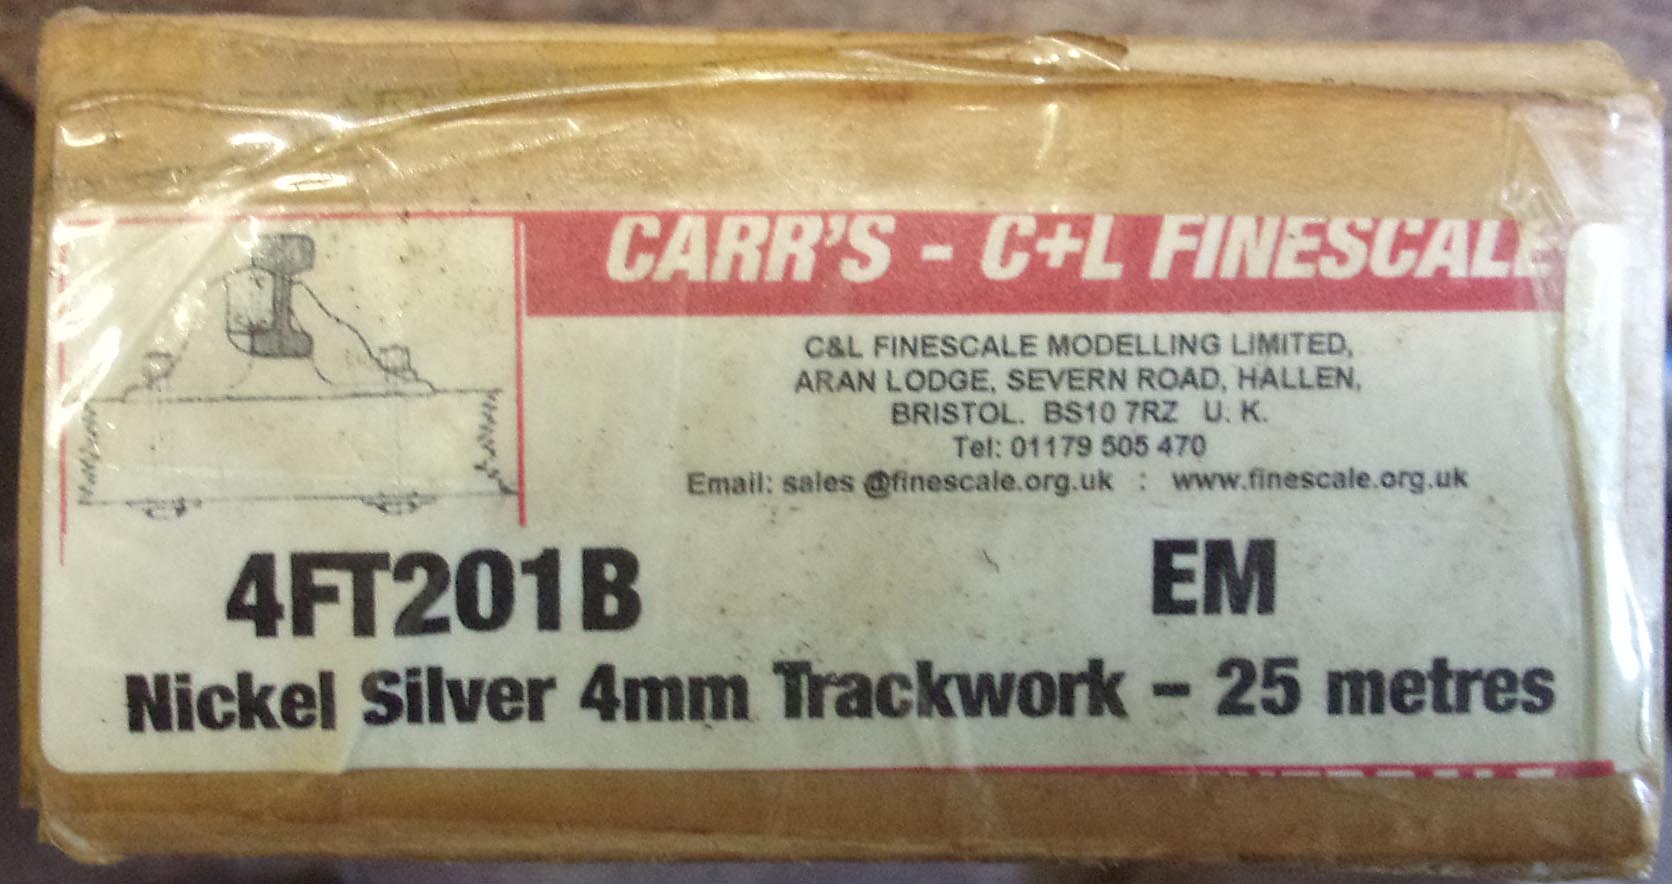 CARR'S - C+L FINESCALE
C&L FINESCALE MODELLING LIMITED,
ARAN LODGE, SEVERN ROAD, HALLEN,
BRISTOL. BS10 7RZ U. K.
Tel: 01179 505 470
Email: sales @finescale.org.uk : www.finescale.org.uk
4FT201B EM
Nickel Silver 4mm Trackwork – 25 metres